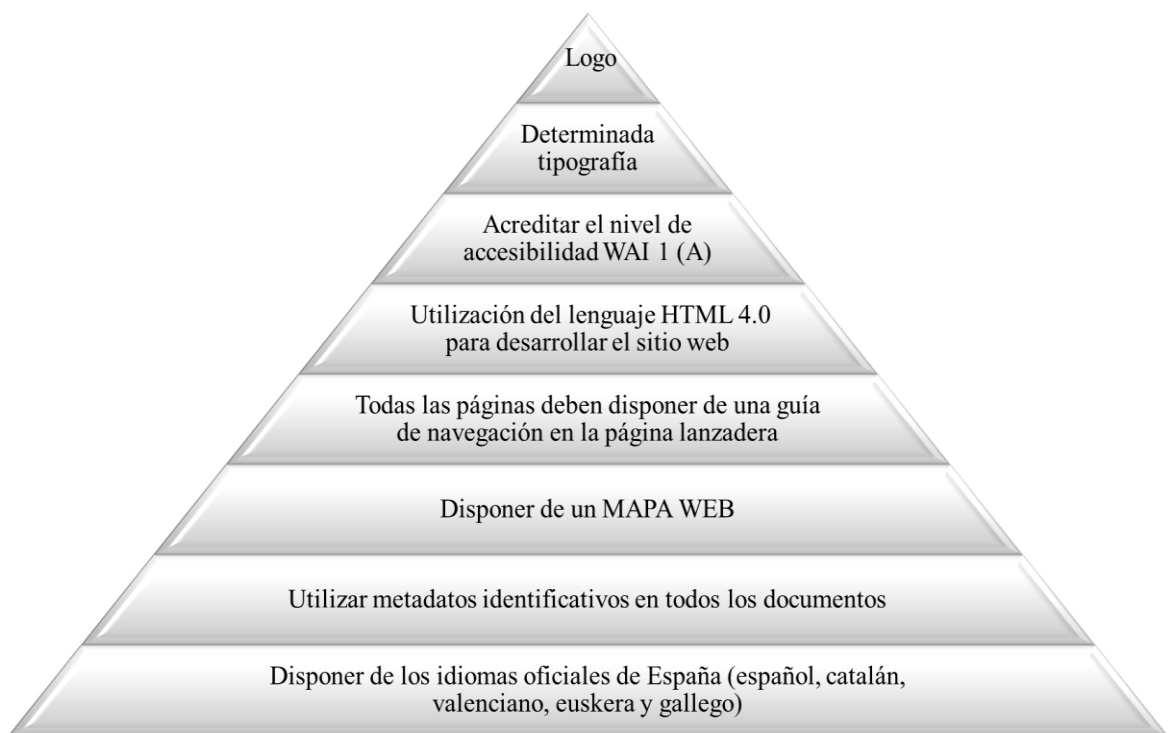 Logo
Determinada
tipografía
Acreditar el nivel de
accesibilidad WAI 1 (A)
Utilización del lenguaje HTML 4.0
para desarrollar el sitio web
Todas las páginas deben disponer de una guía
de navegación en la página lanzadera
Disponer de un MAPA WEB
Utilizar metadatos identificativos en todos los documentos
Disponer de los idiomas oficiales de España (español, catalán,
valenciano, euskera y gallego)